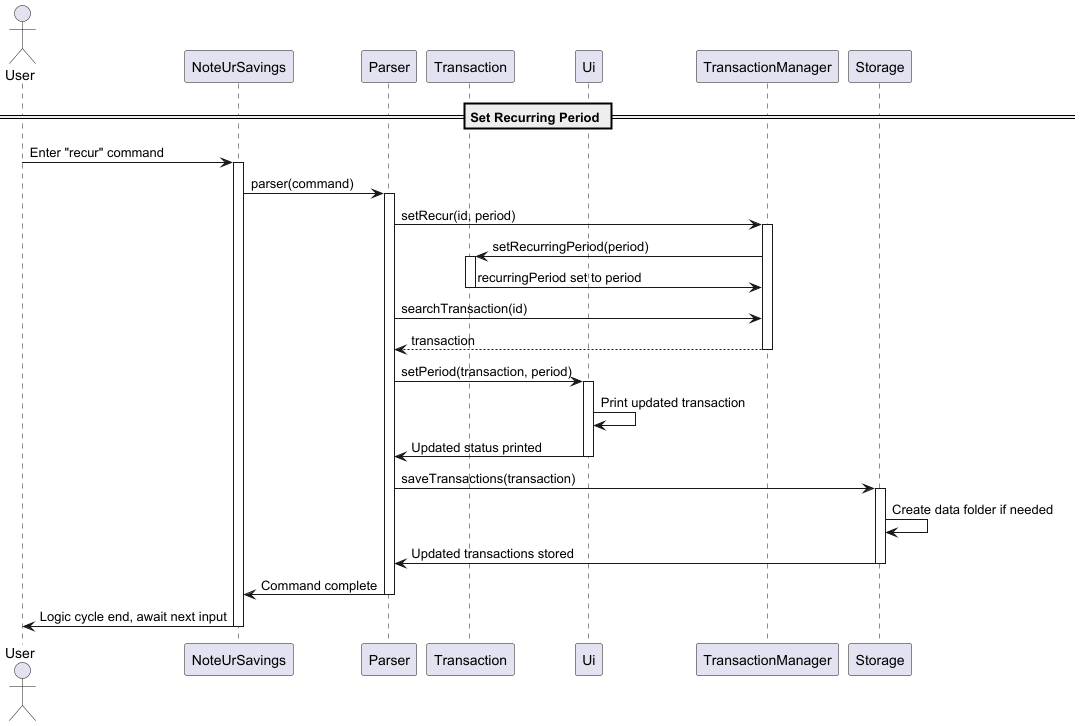 User
NoteUrSavings
Parser
Transaction
Ui
TransactionManager
Storage
Set Recurring Period
Enter "recur" command
parser(command)
setRecur(id, period)
setRecurringPeriod(period)
recurringPeriod set to period
searchTransaction(id)
transaction
setPeriod(transaction, period)
Print updated transaction
Updated status printed
saveTransactions(transaction)
Create data folder if needed
Updated transactions stored
Command complete
Logic cycle end, await next input
User
NoteUrSavings
Parser
Transaction
Ui
TransactionManager
Storage